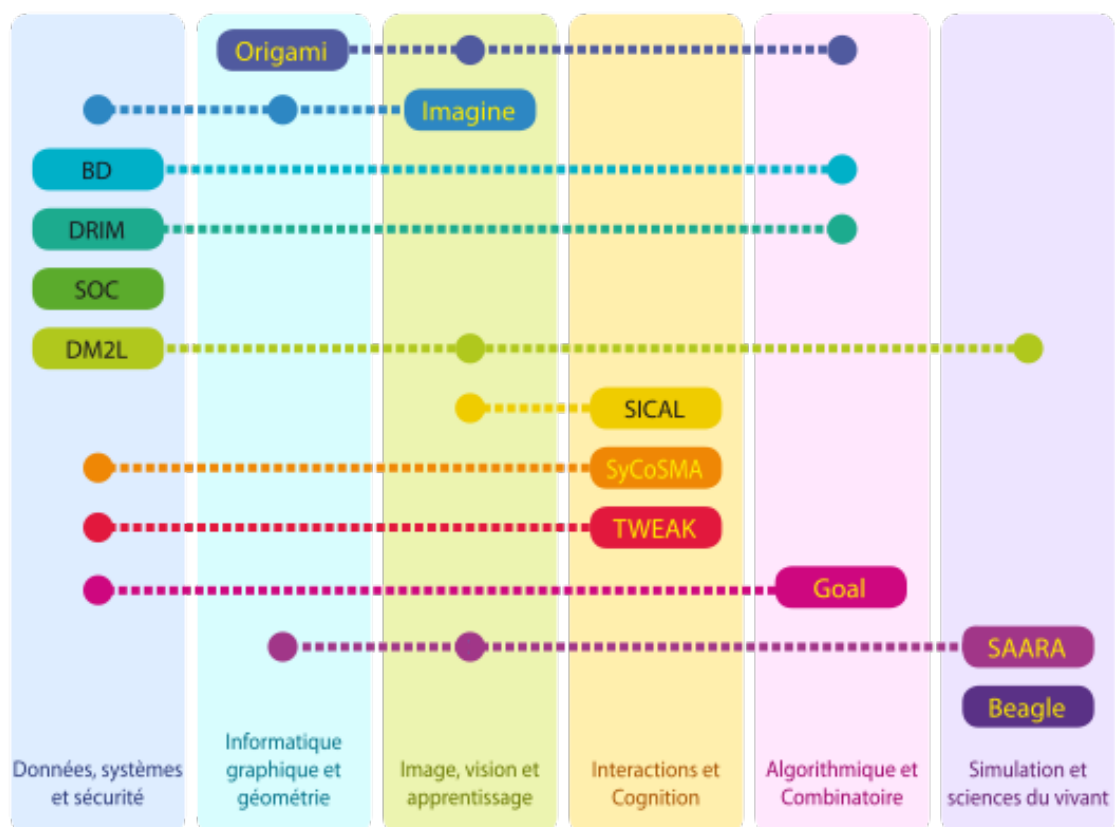 Origami
Imagine
BD
DRIM
SOC
DM2L
SICAL
SyCoSMA
TWEAK
Goal
SAARA
Beagle
Données, systèmes
et sécurité
Informatique
graphique et
géométrie
Image, vision et
apprentissage
Interactions et
Cognition
Algorithmique et
Combinatoire
Simulation et
sciences du vivant